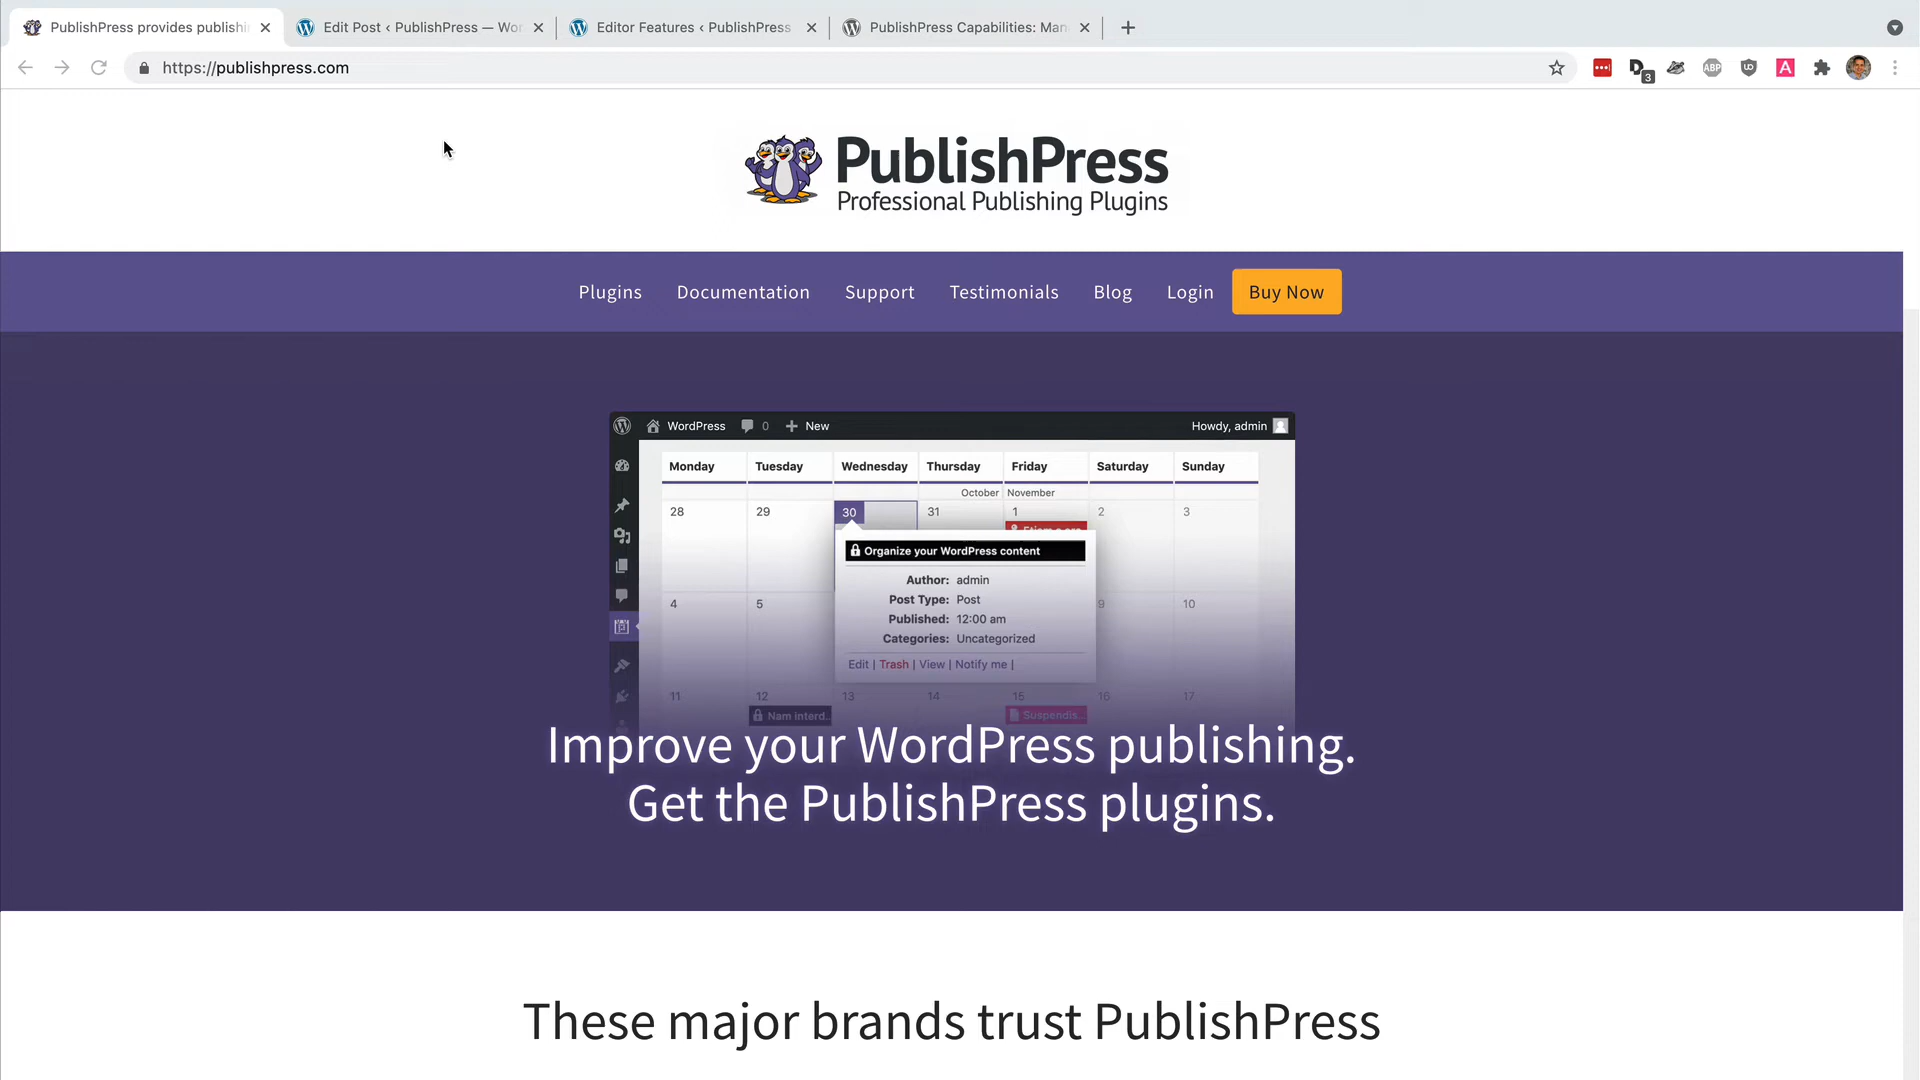 PublishPress provides publishi
Edit Post ‹ PublishPress — Wor
Editor Features ‹ PublishPress
PublishPress Capabilities: Man
https://publishpress.com
3
ABP
A
PublishPress
Professional Publishing Plugins
Plugins
Documentation
Support
Testimonials
Blog
Login
Buy Now
WordPress
0
New
Howdy, admin
Monday
Tuesday
Wednesday
Thursday
Friday
Saturday
Sunday
October
November
28
29
30
31
1
2
3
Organize your WordPress content
Author: admin
Post Type: Post
Published: 12:00 am
Categories: Uncategorized
Edit | Trash | View | Notify me |
4
5
9
10
11
12
13
14
15
16
17
Nam interd...
Suspendis...
Improve your WordPress publishing.
Get the PublishPress plugins.
These major brands trust PublishPress